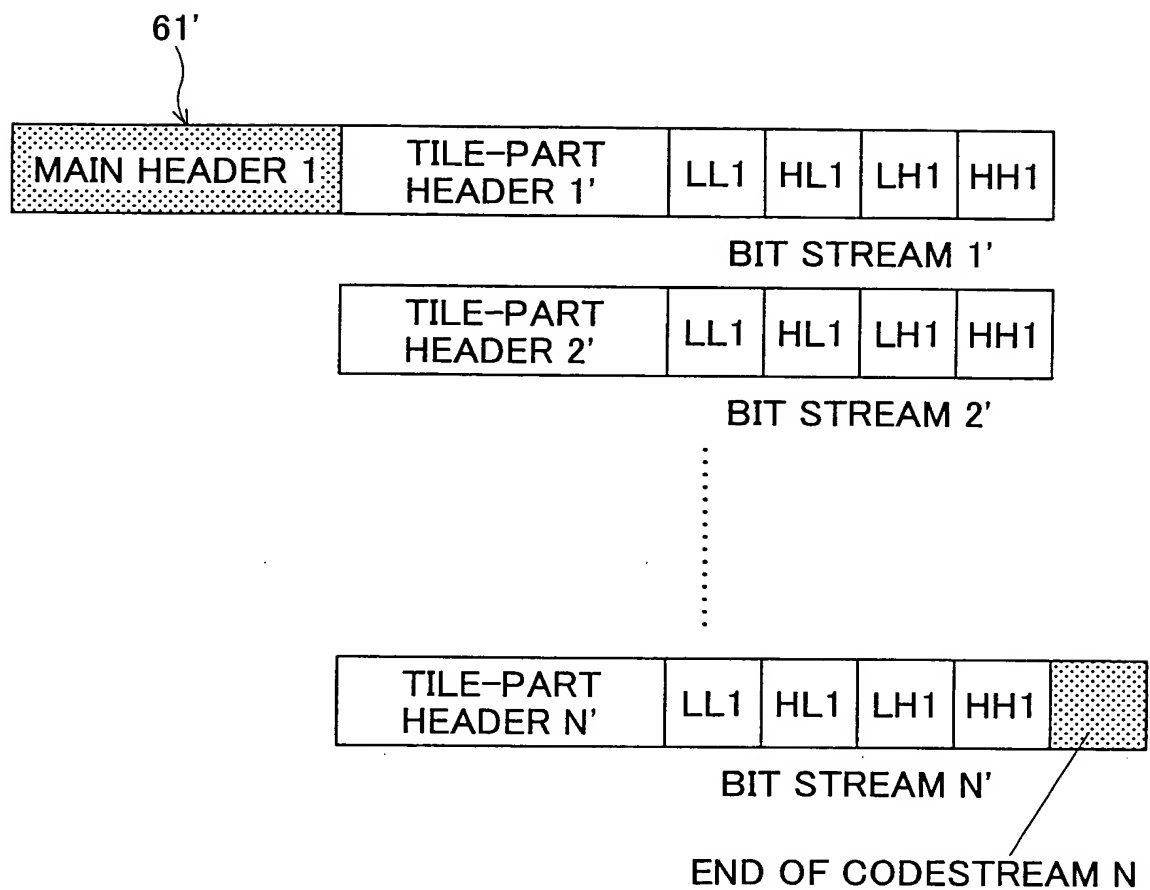 61'
MAIN HEADER 1
TILE-PART
HEADER 1'
LL1
HL1
LH1
HH1
BIT STREAM 1'
TILE-PART
HEADER 2'
LL1
HL1
LH1
HH1
BIT STREAM 2'
TILE-PART
HEADER N'
LL1
HL1
LH1
HH1
BIT STREAM N'
END OF CODESTREAM N